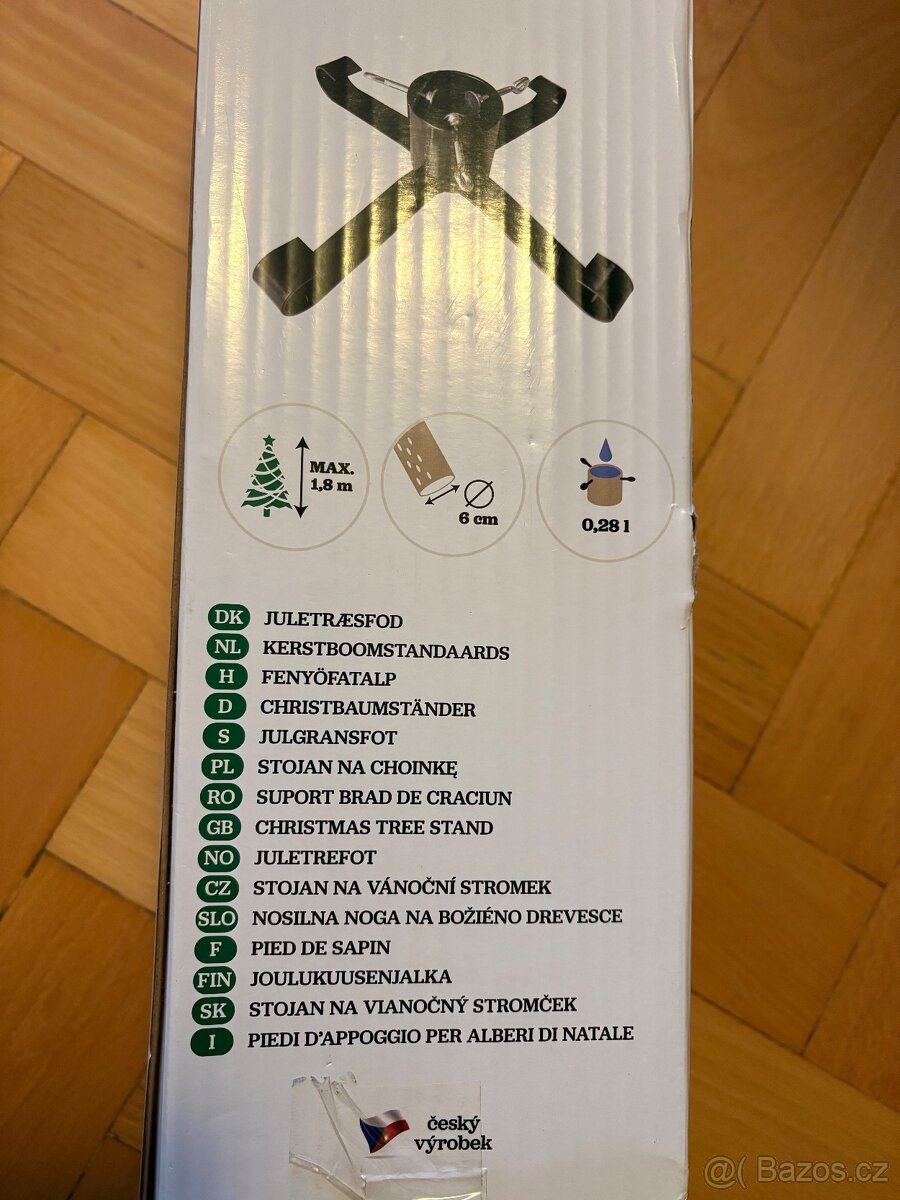 MAX.
1,8 m
6 cm
0,28 l
DK JULETRÆSFOD
NL KERSTBOOMSTANDAARDS
H FENYÖFATALP
D CHRISTBAUMSTÄNDER
S JULGRANSFOT
PL STOJAN NA CHOINKĘ
RO SUPORT BRAD DE CRACIUN
GB CHRISTMAS TREE STAND
NO JULETREFOT
CZ STOJAN NA VÁNOČNÍ STROMEK
SLO NOSILNA NOGA NA BOŽIÉNO DREVESCE
F PIED DE SAPIN
FIN JOULUKUUSENJALKA
SK STOJAN NA VIANOČNÝ STROMČEK
I PIEDI D'APPOGGIO PER ALBERI DI NATALE
český
výrobek
@( Bazos.cz